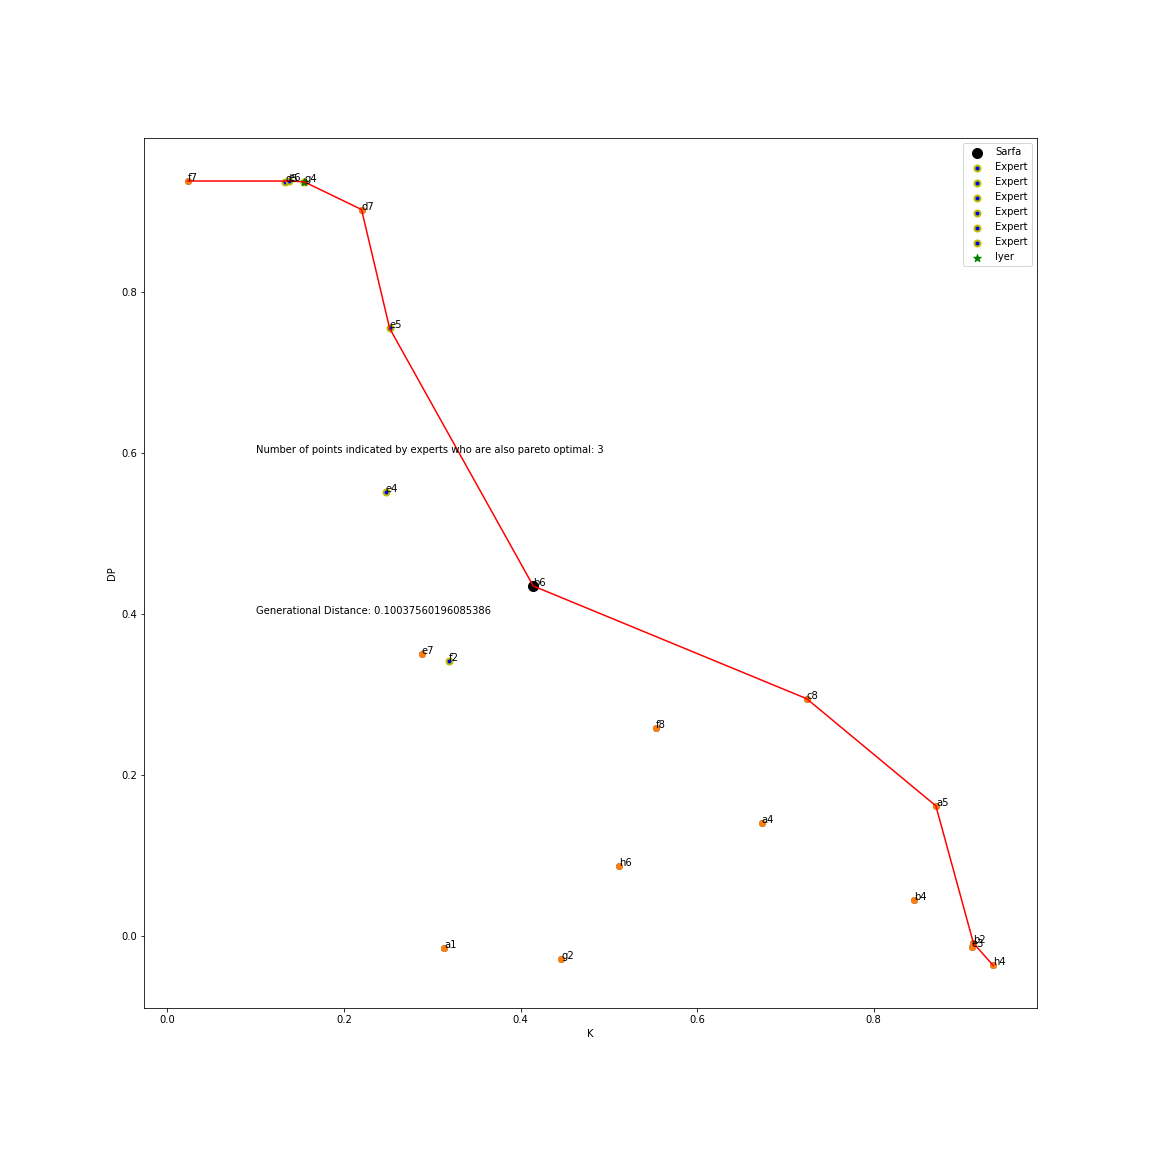 Sarfa
Expert
Expert
Expert
Expert
Expert
Expert
Iyer
f7
f6
g4
d7
e5
Number of points indicated by experts who are also pareto optimal: 3
e4
b6
Generational Distance: 0.10037560196085386
e7
f2
c8
f8
a5
a4
h6
b4
a1
g2
h4
DP
0.8
0.6
0.4
0.2
0.0
0.0
0.2
0.4
0.6
0.8
K